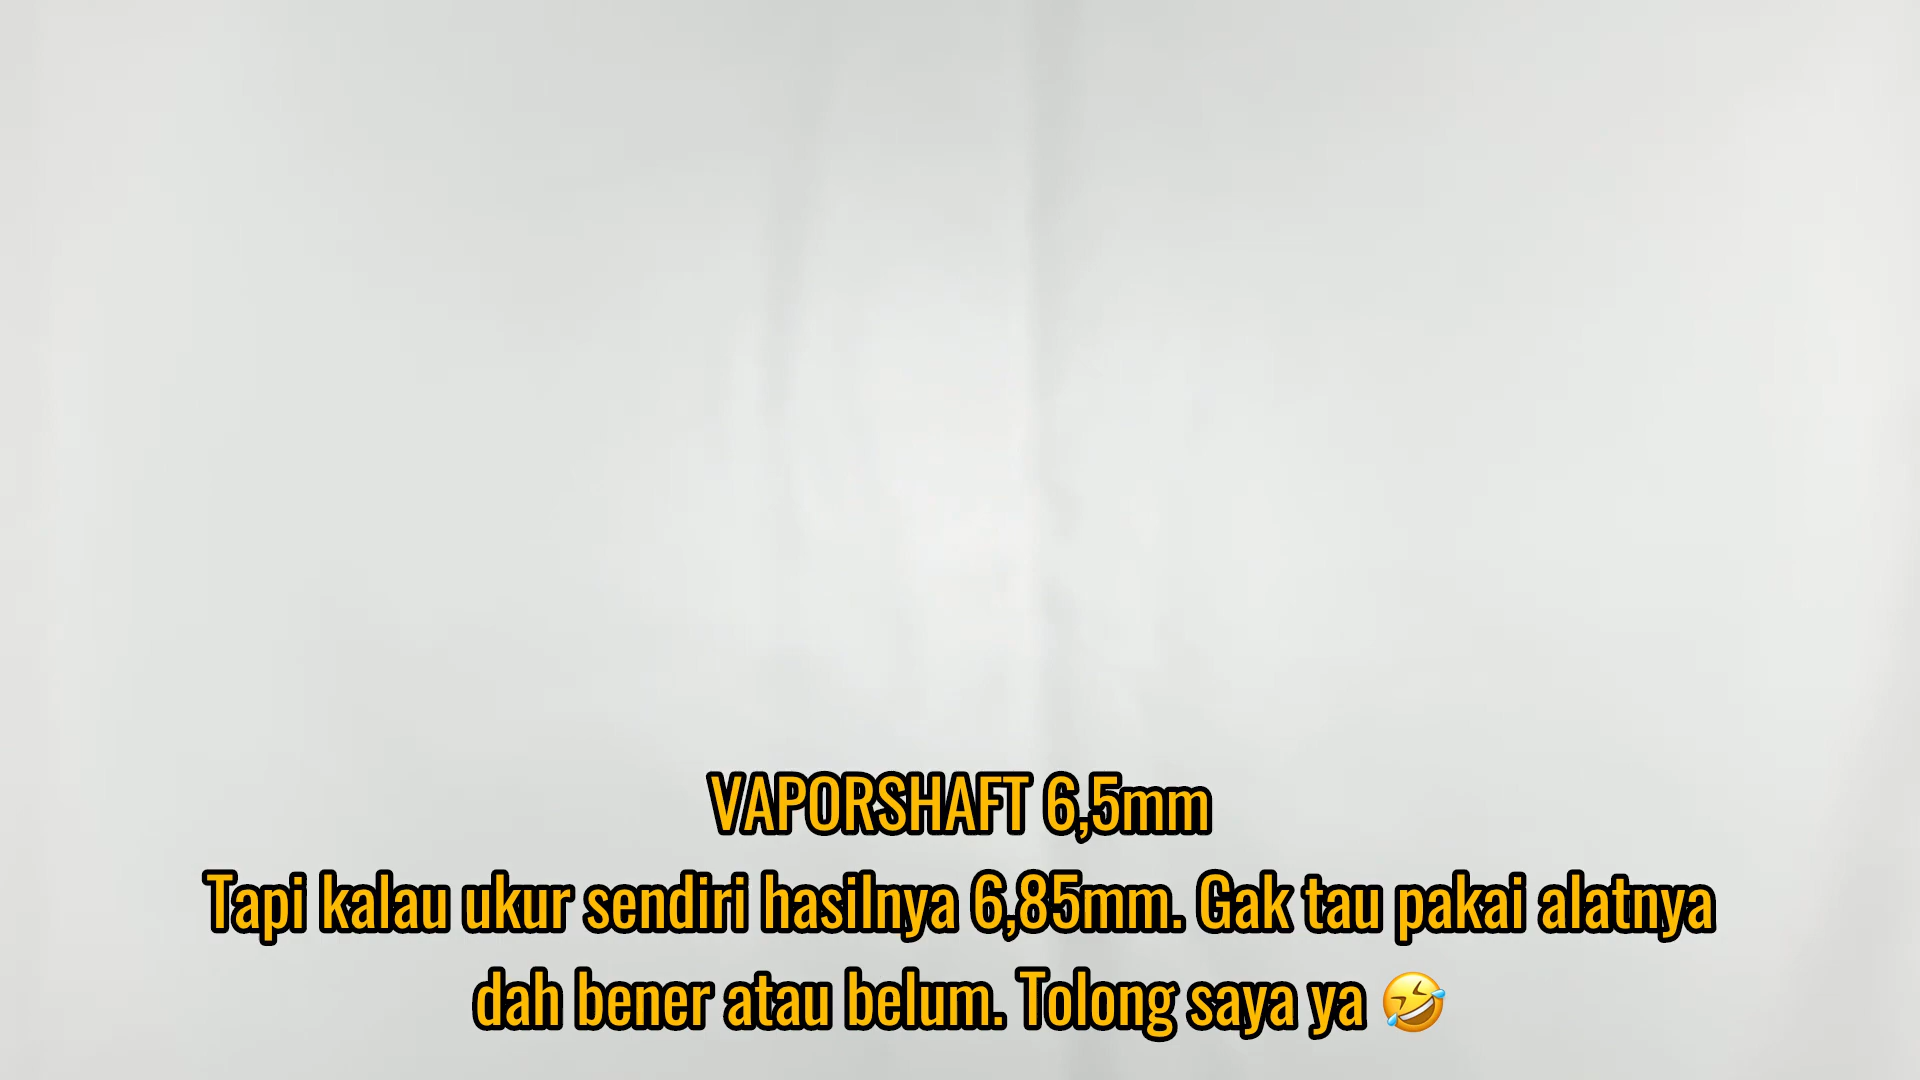 VAPORSHAFT 6,5mm
Tapi kalau ukur sendiri hasilnya 6,85mm. Gak tau pakai alatnya
dah bener atau belum. Tolong saya ya 🤣